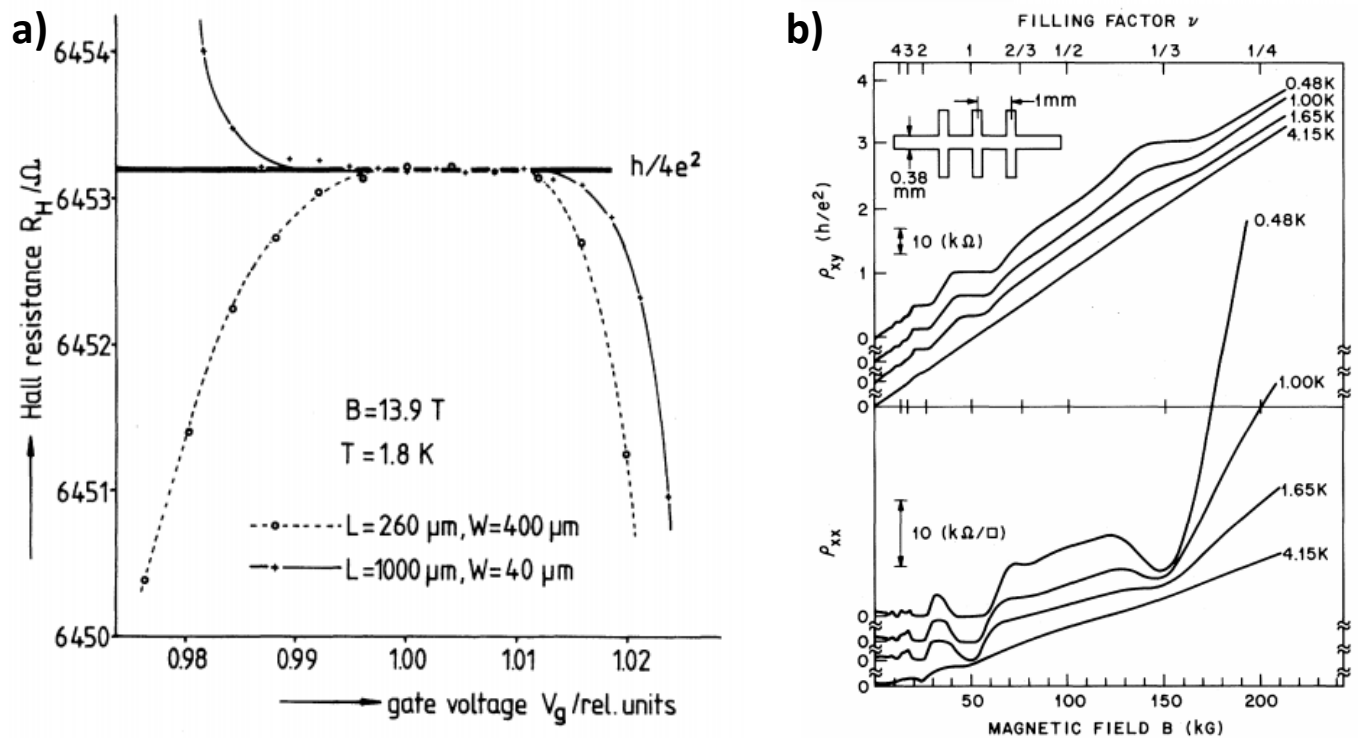 a)
6454
6453
6452
6451
6450
Hall resistance R_H/Ω
h/4e²
B=13.9 T
T=1.8 K
L=260 μm, W=400 μm
L=1000 μm, W=40 μm
0.98 0.99 1.00 1.01 1.02
gate voltage V_g/rel. units
b)
FILLING FACTOR ν
4 3 2 1 2/3 1/2 1/3 1/4
4
3
2
1
0
0
0
0
ρ_xy (h/e²)
10 (kΩ)
1mm
0.38
mm
0.48K
1.00K
1.65K
4.15K
0.48K
1.00K
1.65K
4.15K
ρ_xx
10 (kΩ/□)
0
0
0
0
0 50 100 150 200
MAGNETIC FIELD B (kG)